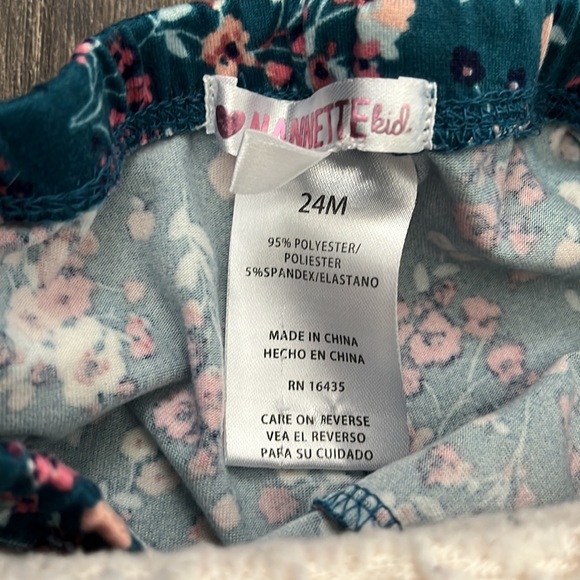 NANNETTE kid.
24M
95% POLYESTER/
POLIESTER
5%SPANDEX/ELASTANO
MADE IN CHINA
HECHO EN CHINA
RN 16435
CARE ON REVERSE
VEA EL REVERSO
PARA SU CUIDADO